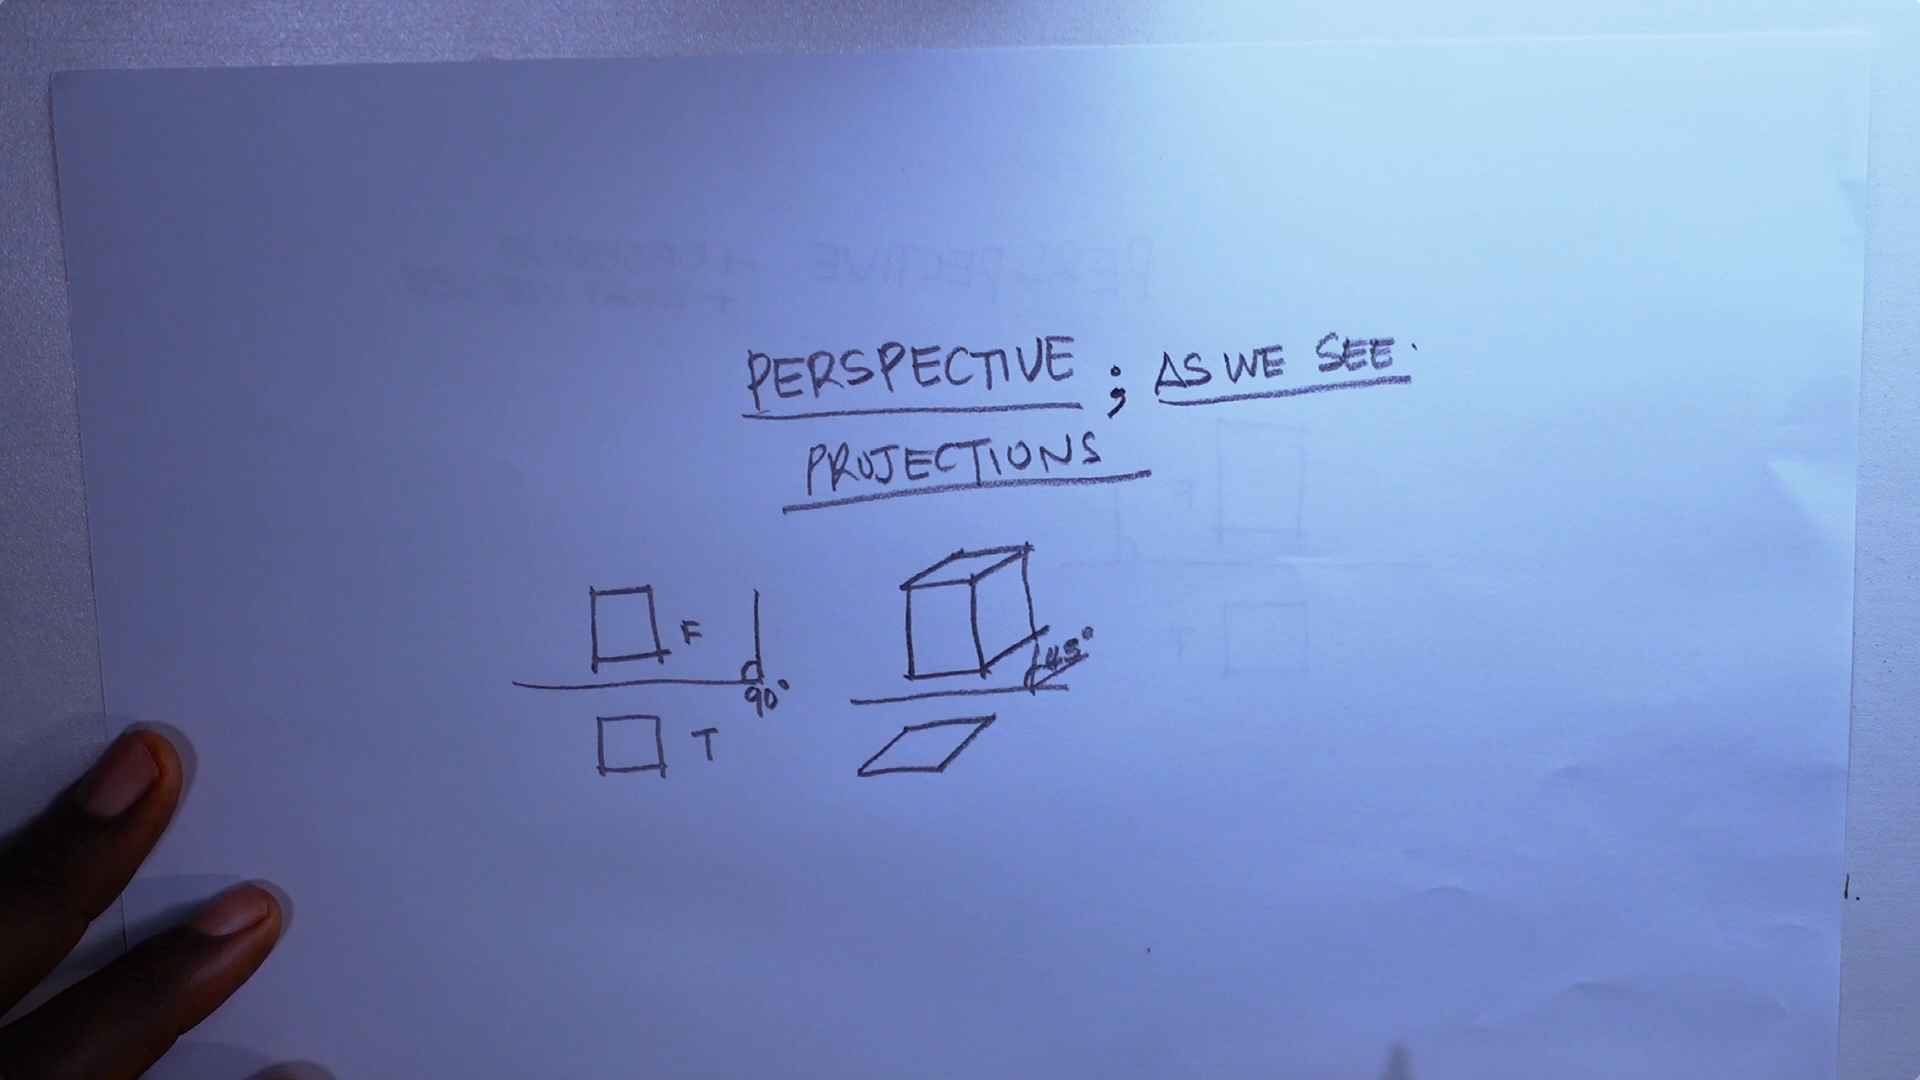 PERSPECTIVE ; AS WE SEE.
PROJECTIONS
F
90°
45°
T